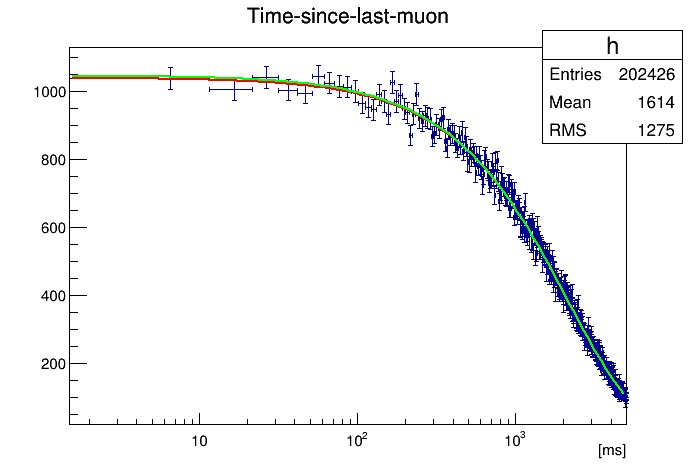 Time-since-last-muon
h
Entries 202426
Mean 1614
RMS 1275
1000
800
600
400
200
10
10²
10³
[ms]